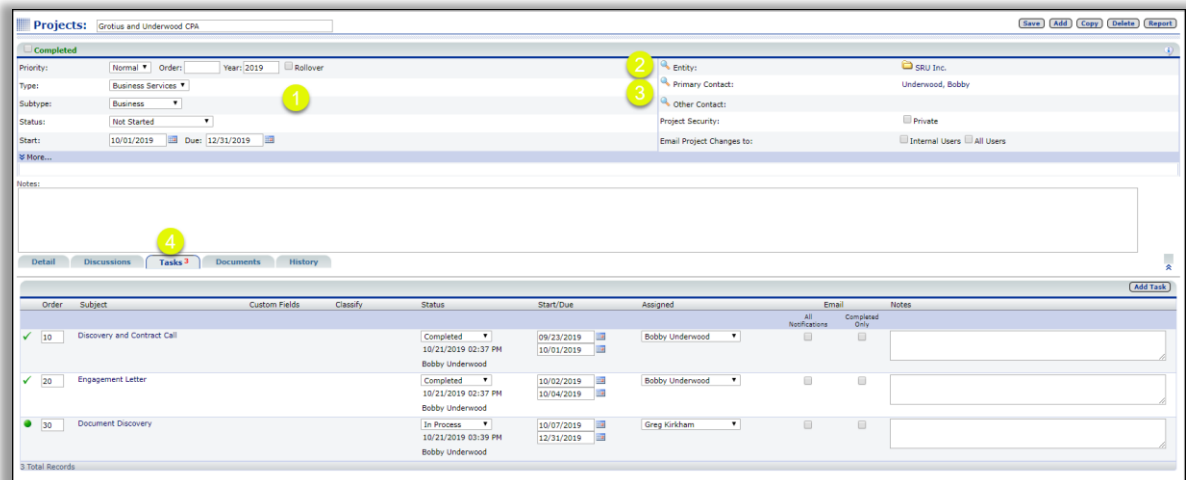 Projects: Grotius and Underwood CPA Save Add Copy Delete Report
Completed
Priority: Normal Order: Year: 2019 Rollover 2 Entity: SRU Inc.
Type: Business Services 1 3 Primary Contact: Underwood, Bobby
Subtype: Business Other Contact:
Status: Not Started Project Security: Private
Start: 10/01/2019 Due: 12/31/2019 Email Project Changes to: Internal Users All Users
More...
Notes:
4
Detail Discussions Tasks 3 Documents History
Add Task
Order Subject Custom Fields Classify Status Start/Due Assigned Email Notes
All Notifications Completed Only
10 Discovery and Contract Call Completed 09/23/2019 Bobby Underwood
10/21/2019 02:37 PM 10/01/2019
Bobby Underwood
20 Engagement Letter Completed 10/02/2019 Bobby Underwood
10/21/2019 02:37 PM 10/04/2019
Bobby Underwood
30 Document Discovery In Process 10/07/2019 Greg Kirkham
10/21/2019 03:39 PM 12/31/2019
Bobby Underwood
3 Total Records